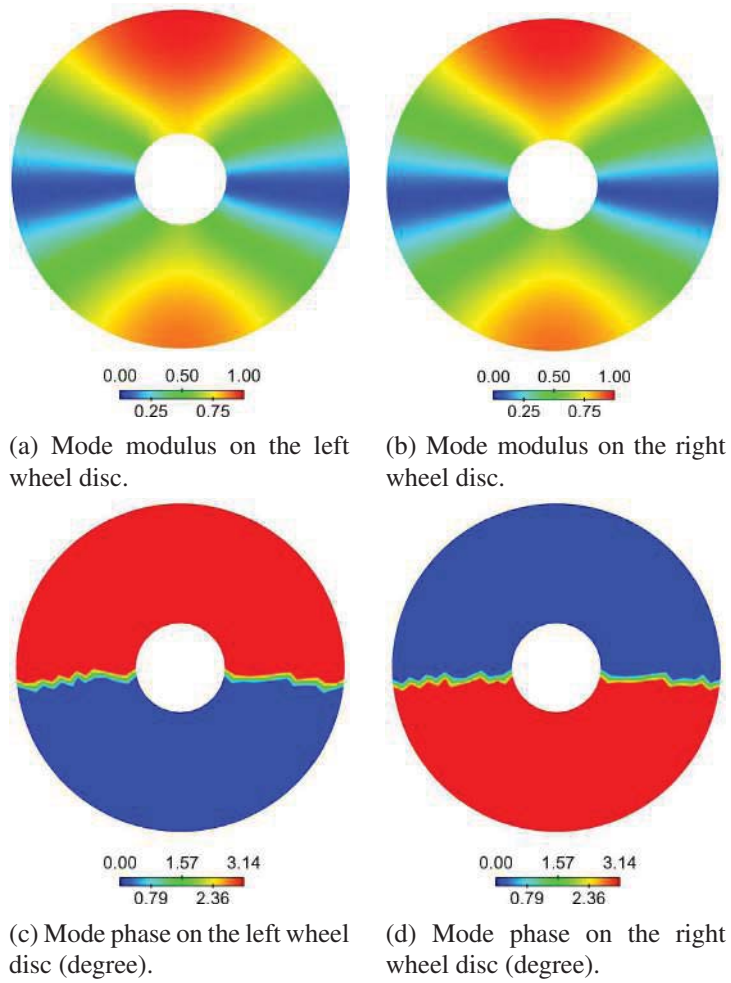 0.00 0.50 1.00
0.25 0.75
0.00 0.50 1.00
0.25 0.75
(a) Mode modulus on the left
wheel disc.
(b) Mode modulus on the right
wheel disc.
0.00 1.57 3.14
0.79 2.36
0.00 1.57 3.14
0.79 2.36
(c) Mode phase on the left wheel
disc (degree).
(d) Mode phase on the right
wheel disc (degree).